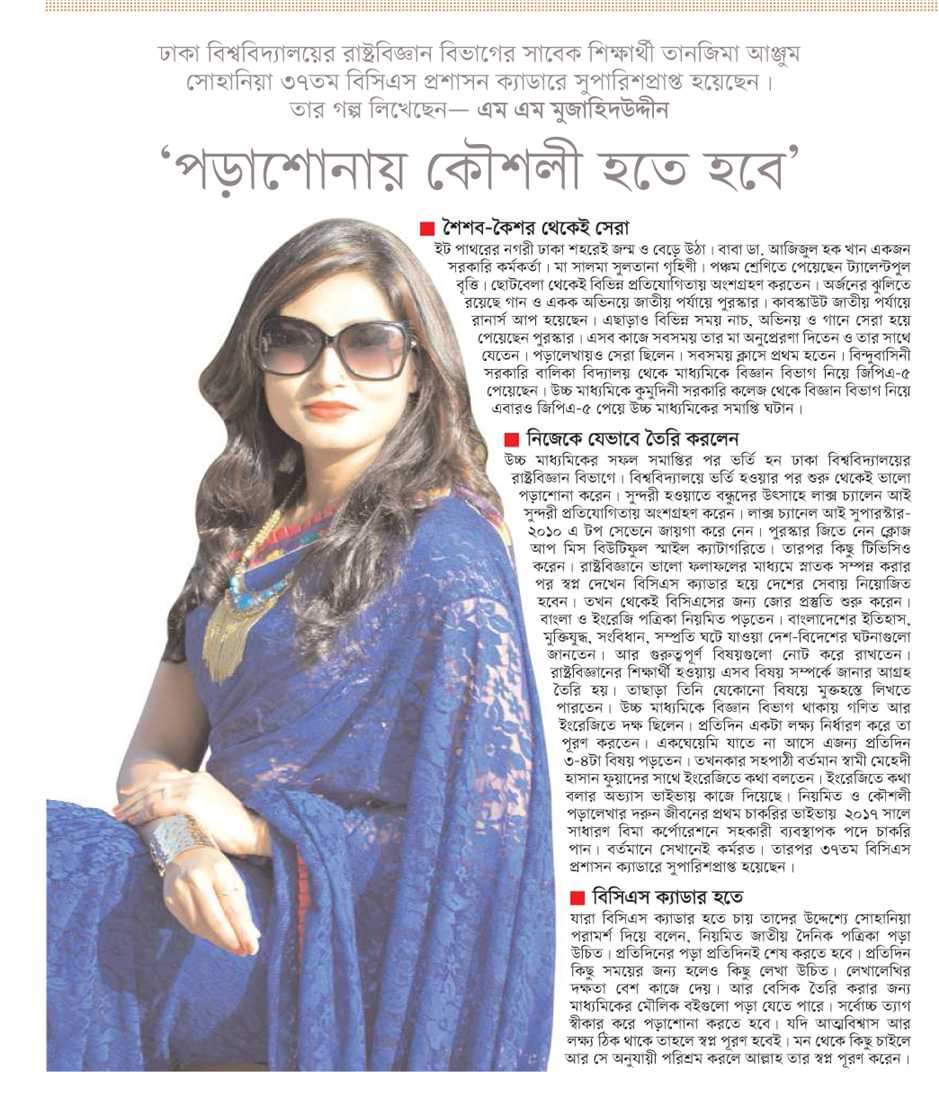 ঢাকা বিশ্ববিদ্যালয়ের রাষ্ট্রবিজ্ঞান বিভাগের সাবেক শিক্ষার্থী তানজিমা আঞ্জুম
সোহানিয়া ৩৭তম বিসিএস প্রশাসন ক্যাডারে সুপারিশপ্রাপ্ত হয়েছেন।
তার গল্প লিখেছেন— এম এম মুজাহিদউদ্দীন
‘পড়াশোনায় কৌশলী হতে হবে’
শৈশব-কৈশর থেকেই সেরা
ইট পাথরের নগরী ঢাকা শহরেই জন্ম ও বেড়ে উঠা। বাবা ডা. আজিজুল হক খান একজন
সরকারি কর্মকর্তা। মা সালমা সুলতানা গৃহিণী। পঞ্চম শ্রেণিতে পেয়েছেন ট্যালেন্টপুল
বৃত্তি। ছোটবেলা থেকেই বিভিন্ন প্রতিযোগিতায় অংশগ্রহণ করতেন। অর্জনের ঝুলিতে
রয়েছে গান ও একক অভিনয়ে জাতীয় পর্যায়ে পুরস্কার। কাবস্কাউট জাতীয় পর্যায়ে
রানার্স আপ হয়েছেন। এছাড়াও বিভিন্ন সময় নাচ, অভিনয় ও গানে সেরা হয়ে
পেয়েছেন পুরস্কার। এসব কাজে সবসময় তার মা অনুপ্রেরণা দিতেন ও তার সাথে
যেতেন। পড়ালেখায়ও সেরা ছিলেন। সবসময় ক্লাসে প্রথম হতেন। বিন্দুবাসিনী
সরকারি বালিকা বিদ্যালয় থেকে মাধ্যমিকে বিজ্ঞান বিভাগ নিয়ে জিপিএ-৫
পেয়েছেন। উচ্চ মাধ্যমিকে কুমুদিনী সরকারি কলেজ থেকে বিজ্ঞান বিভাগ নিয়ে
এবারও জিপিএ-৫ পেয়ে উচ্চ মাধ্যমিকের সমাপ্তি ঘটান।
নিজেকে যেভাবে তৈরি করলেন
উচ্চ মাধ্যমিকের সফল সমাপ্তির পর ভর্তি হন ঢাকা বিশ্ববিদ্যালয়ের
রাষ্ট্রবিজ্ঞান বিভাগে। বিশ্ববিদ্যালয়ে ভর্তি হওয়ার পর শুরু থেকেই ভালো
পড়াশোনা করেন। সুন্দরী হওয়াতে বন্ধুদের উৎসাহে লাক্স চ্যালেন আই
সুন্দরী প্রতিযোগিতায় অংশগ্রহণ করেন। লাক্স চ্যানেল আই সুপারস্টার-
২০১০ এ টপ সেভেনে জায়গা করে নেন। পুরস্কার জিতে নেন ক্লোজ
আপ মিস বিউটিফুল স্মাইল ক্যাটাগরিতে। তারপর কিছু টিভিসিও
করেন। রাষ্ট্রবিজ্ঞানে ভালো ফলাফলের মাধ্যমে স্নাতক সম্পন্ন করার
পর স্বপ্ন দেখেন বিসিএস ক্যাডার হয়ে দেশের সেবায় নিয়োজিত
হবেন। তখন থেকেই বিসিএসের জন্য জোর প্রস্তুতি শুরু করেন।
বাংলা ও ইংরেজি পত্রিকা নিয়মিত পড়তেন। বাংলাদেশের ইতিহাস,
মুক্তিযুদ্ধ, সংবিধান, সম্প্রতি ঘটে যাওয়া দেশ-বিদেশের ঘটনাগুলো
জানতেন। আর গুরুত্বপূর্ণ বিষয়গুলো নোট করে রাখতেন।
রাষ্ট্রবিজ্ঞানের শিক্ষার্থী হওয়ায় এসব বিষয় সম্পর্কে জানার আগ্রহ
তৈরি হয়। তাছাড়া তিনি যেকোনো বিষয়ে মুক্তহস্তে লিখতে
পারতেন। উচ্চ মাধ্যমিকে বিজ্ঞান বিভাগ থাকায় গণিত আর
ইংরেজিতে দক্ষ ছিলেন। প্রতিদিন একটা লক্ষ্য নির্ধারণ করে তা
পূরণ করতেন। একঘেয়েমি যাতে না আসে এজন্য প্রতিদিন
৩-৪টা বিষয় পড়তেন। তখনকার সহপাঠী বর্তমান স্বামী মেহেদী
হাসান ফুয়াদের সাথে ইংরেজিতে কথা বলতেন। ইংরেজিতে কথা
বলার অভ্যাস ভাইভায় কাজে দিয়েছে। নিয়মিত ও কৌশলী
পড়ালেখার দরুন জীবনের প্রথম চাকরির ভাইভায় ২০১৭ সালে
সাধারণ বিমা কর্পোরেশনে সহকারী ব্যবস্থাপক পদে চাকরি
পান। বর্তমানে সেখানেই কর্মরত। তারপর ৩৭তম বিসিএস
প্রশাসন ক্যাডারে সুপারিশপ্রাপ্ত হয়েছেন।
বিসিএস ক্যাডার হতে
যারা বিসিএস ক্যাডার হতে চায় তাদের উদ্দেশ্যে সোহানিয়া
পরামর্শ দিয়ে বলেন, নিয়মিত জাতীয় দৈনিক পত্রিকা পড়া
উচিত। প্রতিদিনের পড়া প্রতিদিনই শেষ করতে হবে। প্রতিদিন
কিছু সময়ের জন্য হলেও কিছু লেখা উচিত। লেখালেখির
দক্ষতা বেশ কাজে দেয়। আর বেসিক তৈরি করার জন্য
মাধ্যমিকের মৌলিক বইগুলো পড়া যেতে পারে। সর্বোচ্চ ত্যাগ
স্বীকার করে পড়াশোনা করতে হবে। যদি আত্মবিশ্বাস আর
লক্ষ্য ঠিক থাকে তাহলে স্বপ্ন পূরণ হবেই। মন থেকে কিছু চাইলে
আর সে অনুযায়ী পরিশ্রম করলে আল্লাহ তার স্বপ্ন পূরণ করেন।